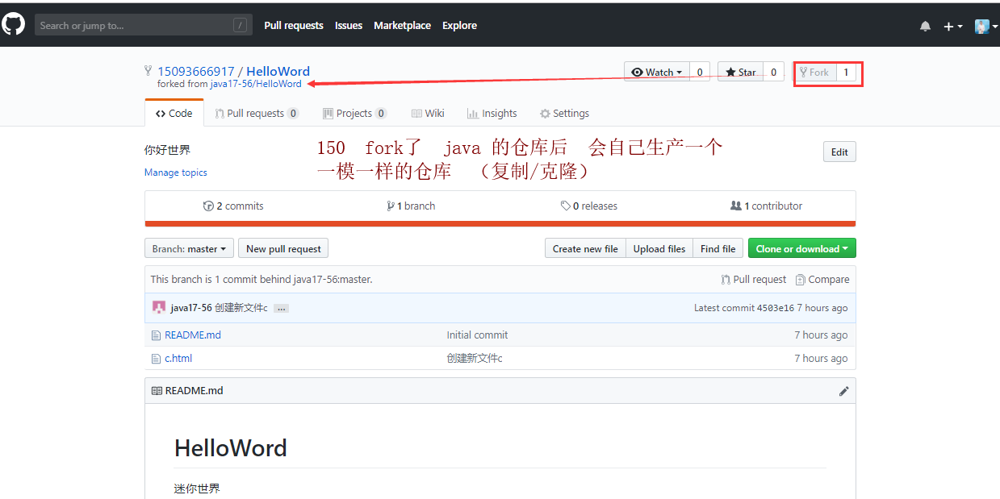 Search or jump to... /
Pull requests Issues Marketplace Explore
15093666917 / HelloWord
forked from java17-56/HelloWord
Watch 0 Star 0 Fork 1
Code Pull requests 0 Projects 0 Wiki Insights Settings
你好世界
Edit
Manage topics
150 fork了 java 的仓库后 会自己生产一个
一模一样的仓库 （复制/克隆）
2 commits 1 branch 0 releases 1 contributor
Branch: master New pull request Create new file Upload files Find file Clone or download
This branch is 1 commit behind java17-56:master. Pull request Compare
java17-56 创建新文件c ... Latest commit 4503e16 7 hours ago
README.md Initial commit 7 hours ago
c.html 创建新文件c 7 hours ago
README.md
HelloWord
迷你世界